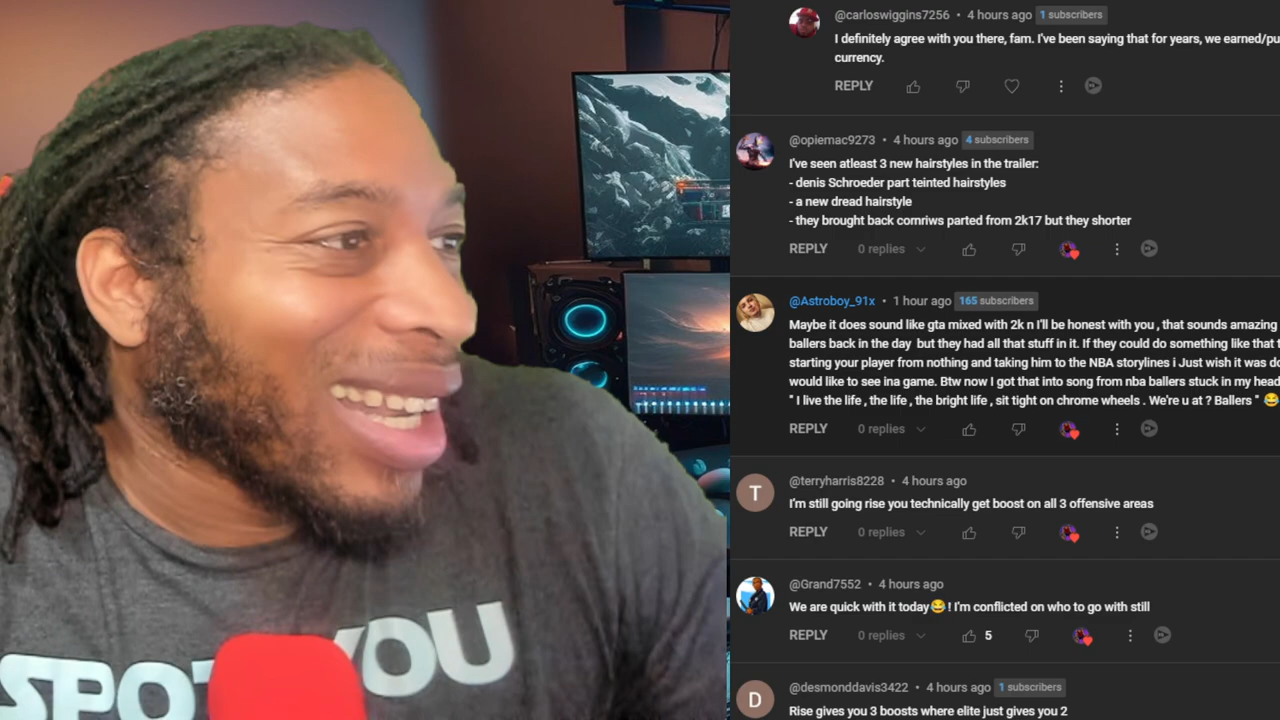 @carloswiggins7256 • 4 hours ago 1 subscribers
I definitely agree with you there, fam. I've been saying that for years, we earned/pu
currency.
REPLY
@opiemac9273 • 4 hours ago 4 subscribers
I've seen atleast 3 new hairstyles in the trailer:
- denis Schroeder part teinted hairstyles
- a new dread hairstyle
- they brought back cornriws parted from 2k17 but they shorter
REPLY 0 replies
@Astroboy_91x • 1 hour ago 165 subscribers
Maybe it does sound like gta mixed with 2k n I'll be honest with you , that sounds amazing
ballers back in the day but they had all that stuff in it. If they could do something like that t
starting your player from nothing and taking him to the NBA storylines i Just wish it was do
would like to see ina game. Btw now I got that into song from nba ballers stuck in my head
" I live the life , the life , the bright life , sit tight on chrome wheels . We're u at ? Ballers " 😂
REPLY 0 replies
T
@terryharris8228 • 4 hours ago
I'm still going rise you technically get boost on all 3 offensive areas
REPLY 0 replies
@Grand7552 • 4 hours ago
We are quick with it today😂 ! I'm conflicted on who to go with still
REPLY 0 replies 5
D
@desmonddavis3422 • 4 hours ago 1 subscribers
Rise gives you 3 boosts where elite just gives you 2
SPOT YOU